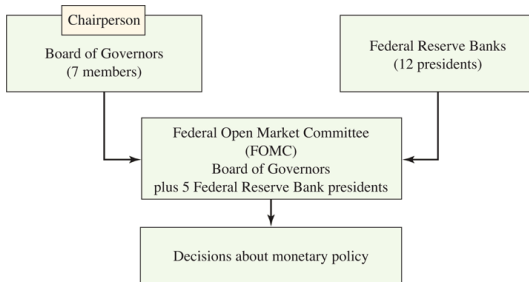 Chairperson
Board of Governors
(7 members)
Federal Reserve Banks
(12 presidents)
Federal Open Market Committee
(FOMC)
Board of Governors
plus 5 Federal Reserve Bank presidents
Decisions about monetary policy